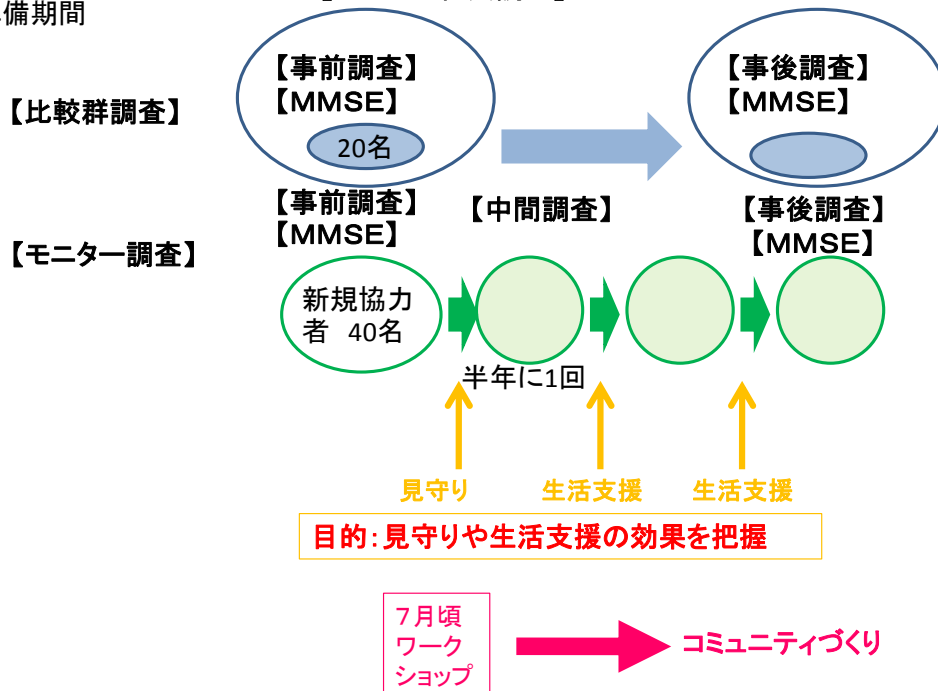 備期間
【事前調査】
【MMSE】
20名
【事後調査】
【MMSE】
【比較群調査】
【事前調査】
【MMSE】
【中間調査】
【事後調査】
【MMSE】
【モニター調査】
新規協力
者 40名
半年に1回
見守り
生活支援
生活支援
目的：見守りや生活支援の効果を把握
7月頃
ワーク
ショップ
コミュニティづくり